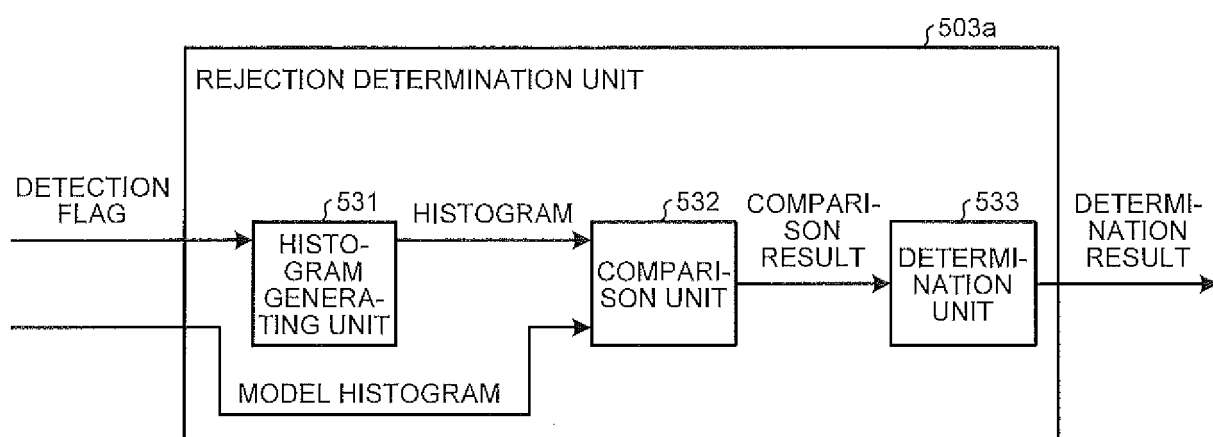 503a
REJECTION DETERMINATION UNIT
DETECTION
FLAG
531
HISTO-
GRAM
GENERA-
TING UNIT
HISTOGRAM
532
COMPARI-
SON UNIT
COMPARI-
SON
RESULT
533
DETERMI-
NATION
UNIT
DETERMI-
NATION
RESULT
MODEL HISTOGRAM